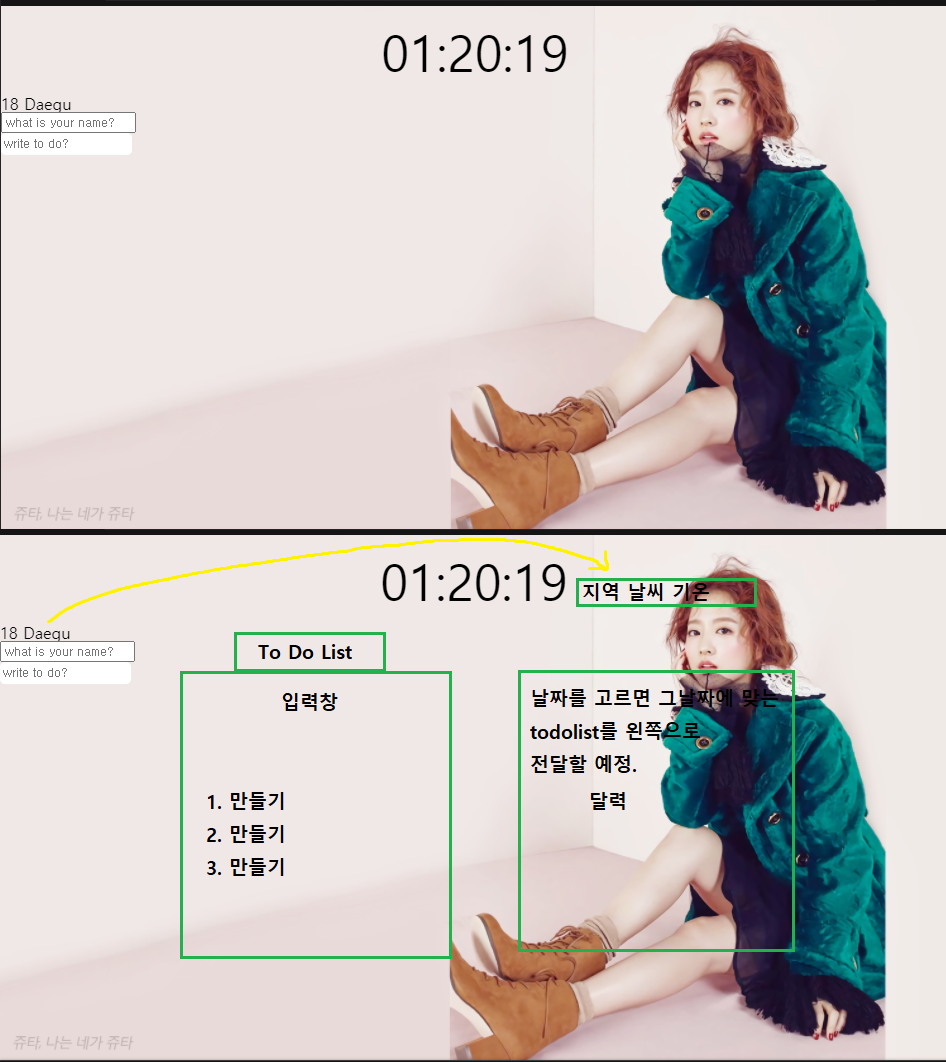 01:20:19
18 Daegu
what is your name?
write to do?
쥬타, 나는 네가 쥬타
01:20:19
지역 날씨 기온
18 Daegu
what is your name?
write to do?
To Do List
입력창
1. 만들기
2. 만들기
3. 만들기
날짜를 고르면 그날짜에 맞는
todolist를 왼쪽으로
전달할 예정.
달력
쥬타, 나는 네가 쥬타